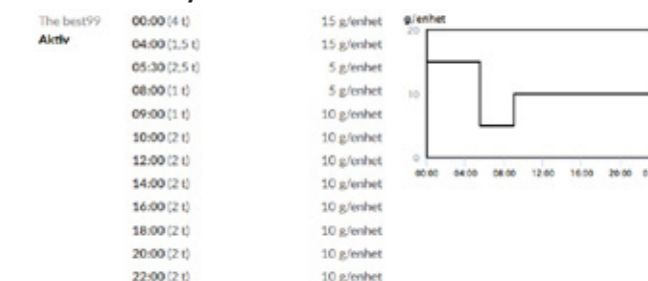 The best99
Aktiv
00:00 (4 t) 15 g/enhet
04:00 (1,5 t) 15 g/enhet
05:30 (2,5 t) 5 g/enhet
08:00 (1 t) 5 g/enhet
09:00 (1 t) 10 g/enhet
10:00 (2 t) 10 g/enhet
12:00 (2 t) 10 g/enhet
14:00 (2 t) 10 g/enhet
16:00 (2 t) 10 g/enhet
18:00 (2 t) 10 g/enhet
20:00 (2 t) 10 g/enhet
22:00 (2 t) 10 g/enhet
g/enhet
20
10
0
00:00 04:00 08:00 12:00 16:00 20:00